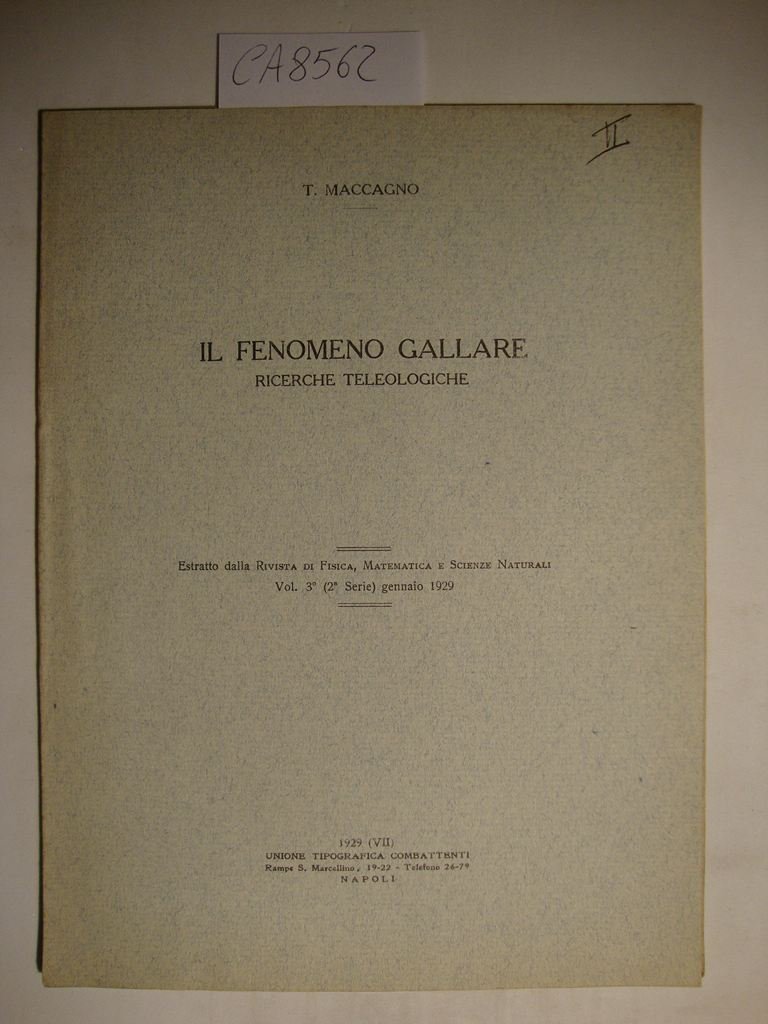 CA8562
II
T. MACCAGNO
IL FENOMENO GALLARE
RICERCHE TELEOLOGICHE
Estratto dalla RIVISTA DI FISICA, MATEMATICA E SCIENZE NATURALI
Vol. 3° (2ª Serie) gennaio 1929
1929 (VII)
UNIONE TIPOGRAFICA COMBATTENTI
Rampe S. Marcellino, 19-22 - Telefono 26-79
NAPOLI